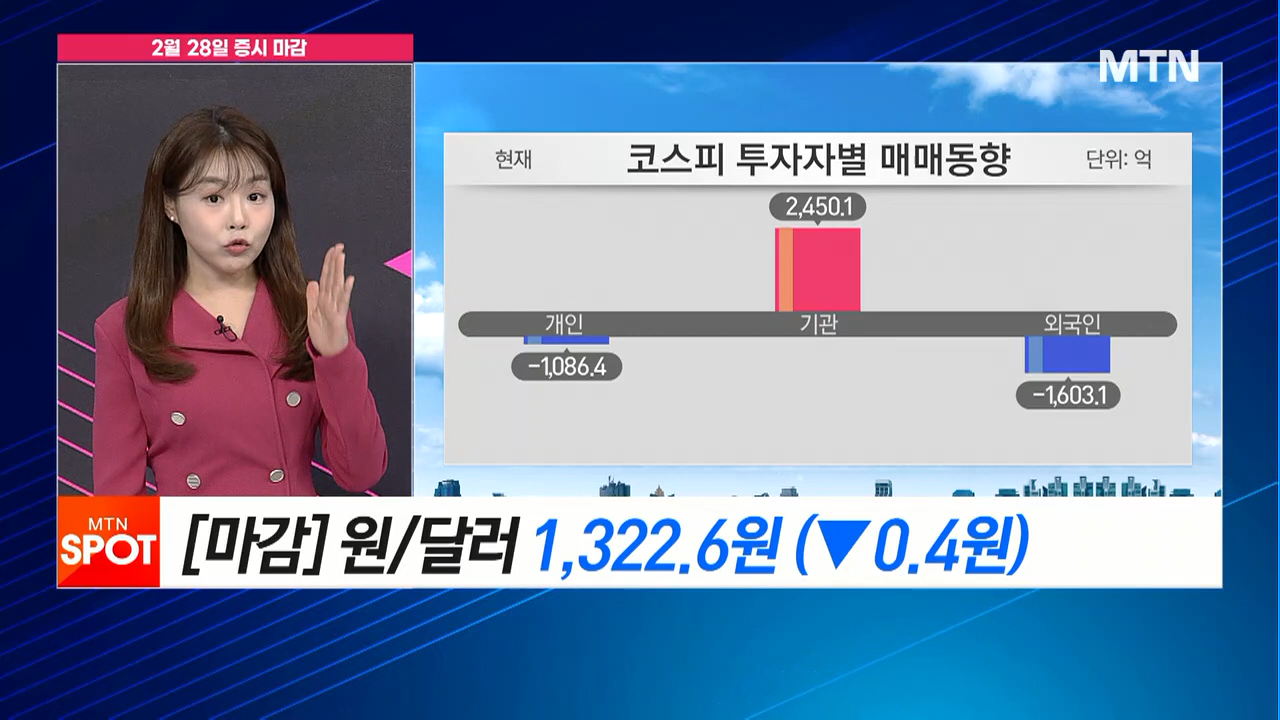 2월 28일 증시 마감
MTN
현재
코스피 투자자별 매매동향
단위: 억
2,450.1
개인
기관
외국인
-1,086.4
-1,603.1
MTN
SPOT
[마감] 원/달러 1,322.6원 (▼0.4원)